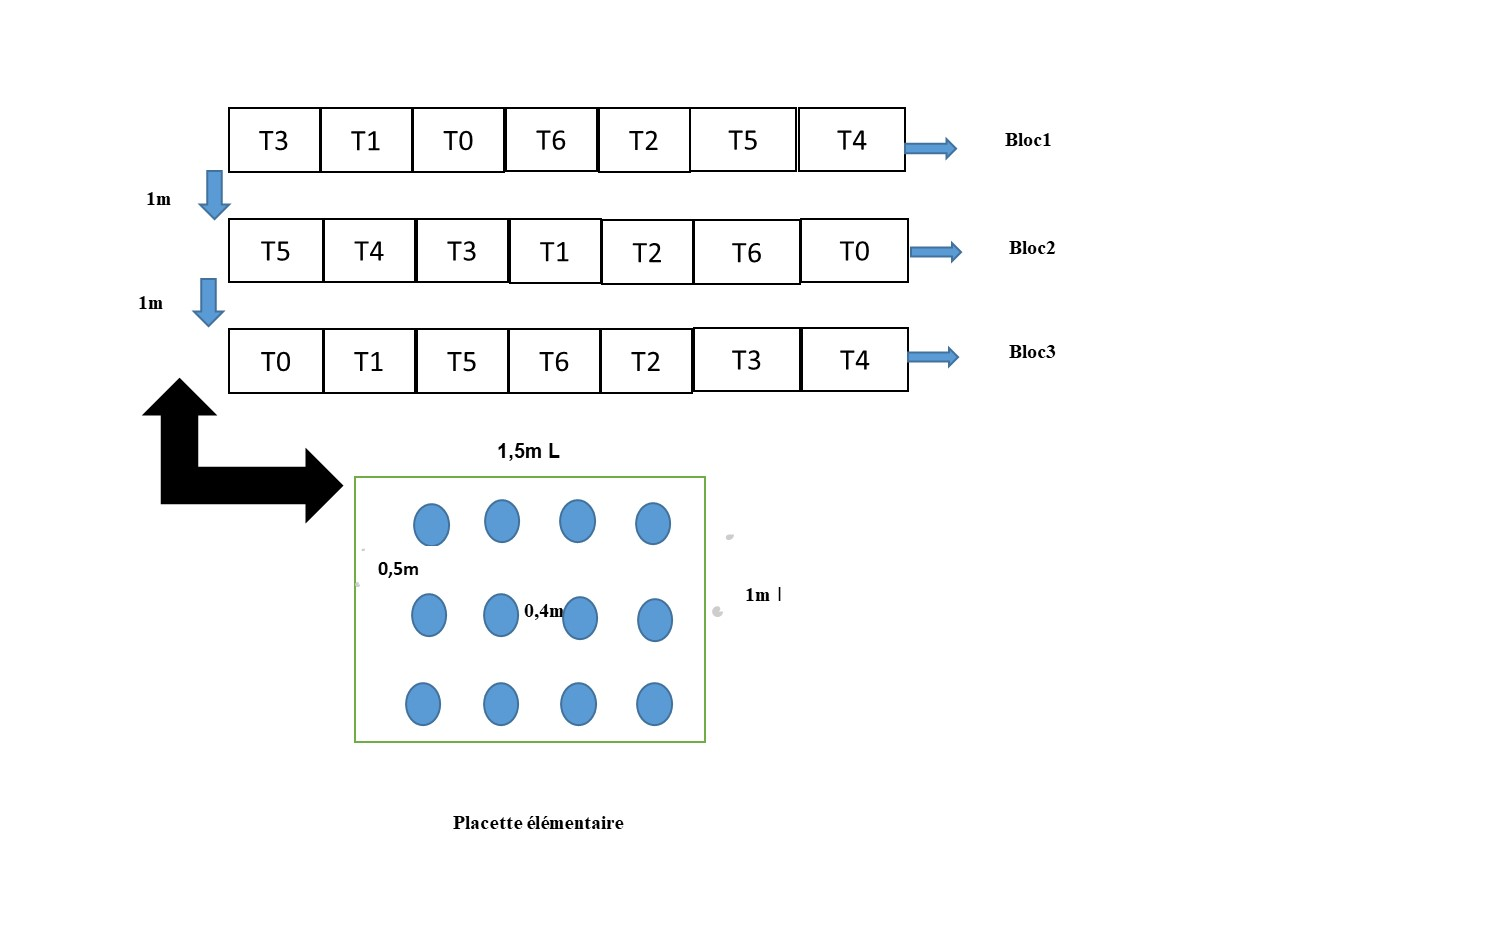 T3 T1 T0 T6 T2 T5 T4 Bloc1
1m
T5 T4 T3 T1 T2 T6 T0 Bloc2
1m
T0 T1 T5 T6 T2 T3 T4 Bloc3
1,5m L
0,5m
1m l
0,4m
Placette élémentaire